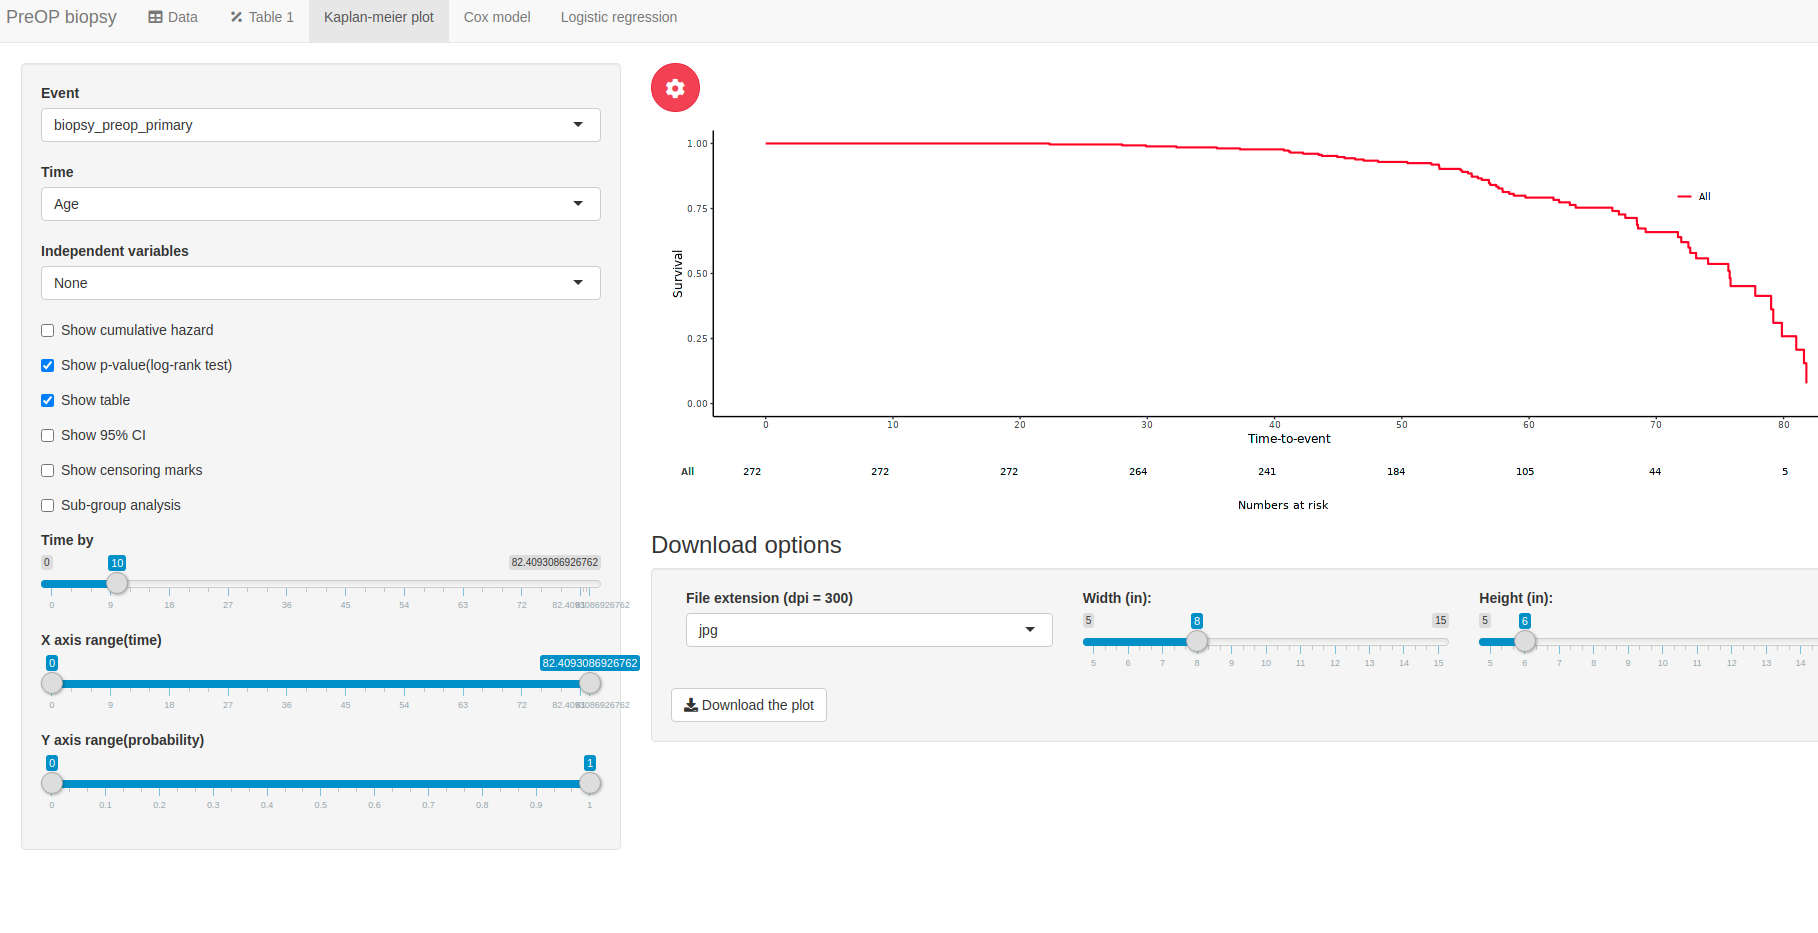 PreOP biopsy Data Table 1 Kaplan-meier plot Cox model Logistic regression
Event
biopsy_preop_primary
Time
Age
Independent variables
None
Show cumulative hazard
Show p-value(log-rank test)
Show table
Show 95% CI
Show censoring marks
Sub-group analysis
Time by
0 10 82.4093086926762
0 9 18 27 36 45 54 63 72
X axis range(time)
0 82.4093086926762
0 9 18 27 36 45 54 63 72
Y axis range(probability)
0 1
0 0.1 0.2 0.3 0.4 0.5 0.6 0.7 0.8 0.9 1
Survival
1.00
0.75
0.50
0.25
0.00
All
0 10 20 30 40 50 60 70 80
Time-to-event
All 272 272 272 264 241 184 105 44 5
Numbers at risk
Download options
File extension (dpi = 300)
jpg
Width (in):
5 8 15
5 6 7 8 9 10 11 12 13 14 15
Height (in):
5 6
5 6 7 8 9 10 11 12 13 14
Download the plot